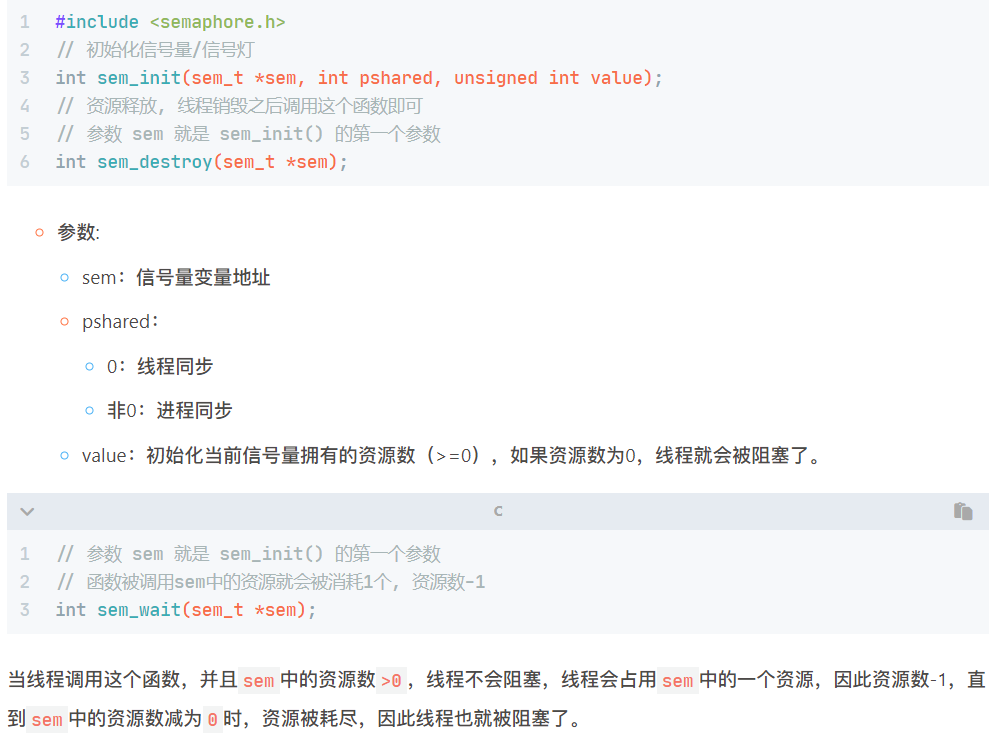 1 #include <semaphore.h>
2 // 初始化信号量/信号灯
3 int sem_init(sem_t *sem, int pshared, unsigned int value);
4 // 资源释放, 线程销毁之后调用这个函数即可
5 // 参数 sem 就是 sem_init() 的第一个参数
6 int sem_destroy(sem_t *sem);
参数:
sem：信号量变量地址
pshared：
0：线程同步
非0：进程同步
value：初始化当前信号量拥有的资源数（>=0），如果资源数为0，线程就会被阻塞了。
C
1 // 参数 sem 就是 sem_init() 的第一个参数
2 // 函数被调用sem中的资源就会被消耗1个, 资源数-1
3 int sem_wait(sem_t *sem);
当线程调用这个函数，并且 sem 中的资源数 >0，线程不会阻塞，线程会占用 sem 中的一个资源，因此资源数-1，直
到 sem 中的资源数减为 0 时，资源被耗尽，因此线程也就被阻塞了。